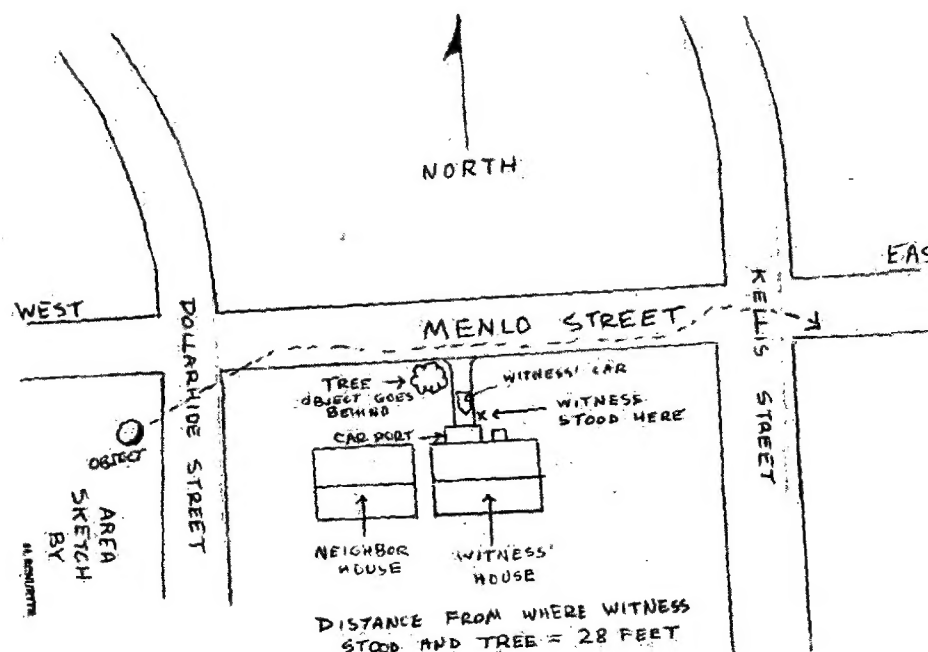 NORTH
EAS
WEST
MENLO STREET
DOLLARHIDE STREET
KELLIS STREET
TREE
OBJECT GOES
BEHIND
WITNESS' CAR
WITNESS
STOOD HERE
CAR PORT
OBJECT
AREA
SKETCH
BY
NEIGHBOR
HOUSE
WITNESS'
HOUSE
DISTANCE FROM WHERE WITNESS
STOOD AND TREE = 28 FEET